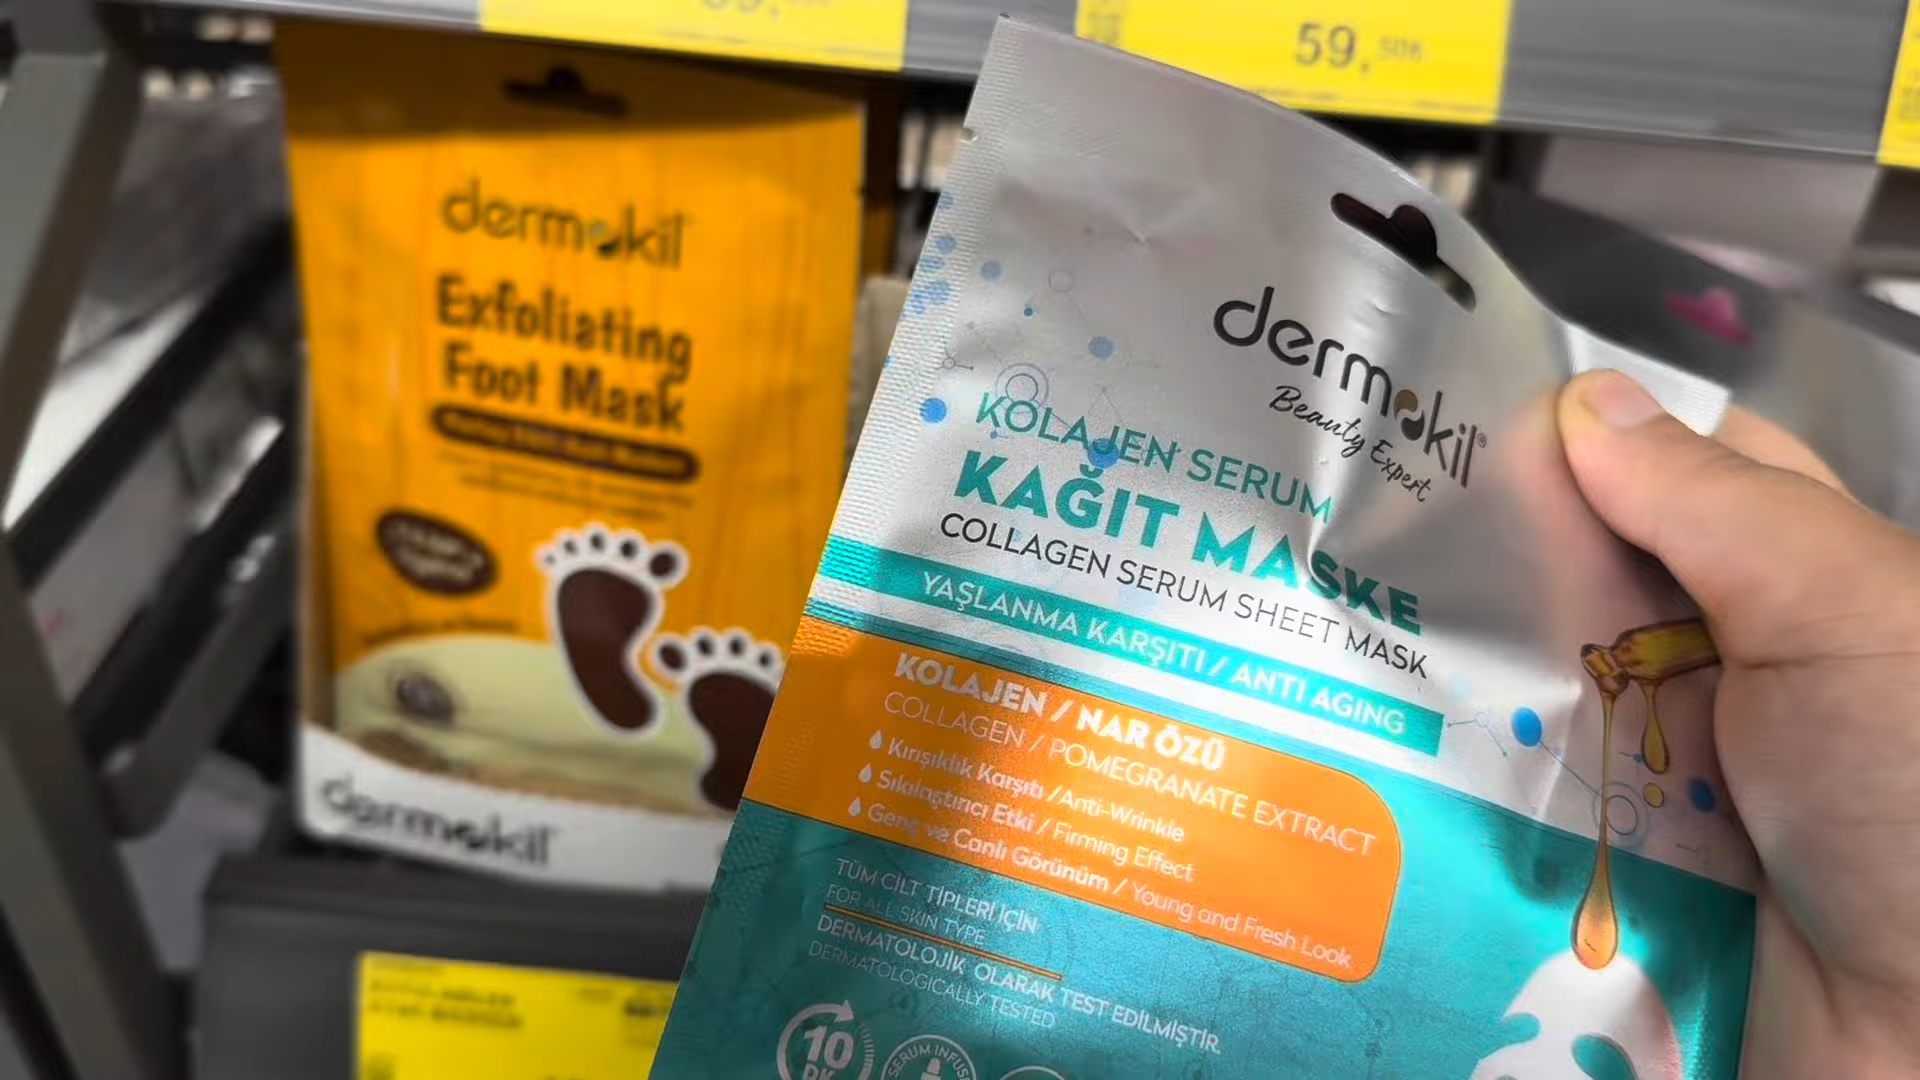 59,
dermokil
Exfoliating
Foot Mask
dermokil
dermokil®
Beauty Expert
KOLAJEN SERUM
KAĞIT MASKE
COLLAGEN SERUM SHEET MASK
YAŞLANMA KARŞITI / ANTI AGING
KOLAJEN / NAR ÖZÜ
COLLAGEN / POMEGRANATE EXTRACT
Kırışıklık Karşıtı / Anti-Wrinkle
Sıkılaştırıcı Etki / Firming Effect
Genç ve Canlı Görünüm / Young and Fresh Look
TÜM CİLT TİPLERİ İÇİN
FOR ALL SKIN TYPE
DERMATOLOJİK OLARAK TEST EDİLMİŞTİR.
DERMATOLOGICALLY TESTED
10
DK
SERUM INFUS